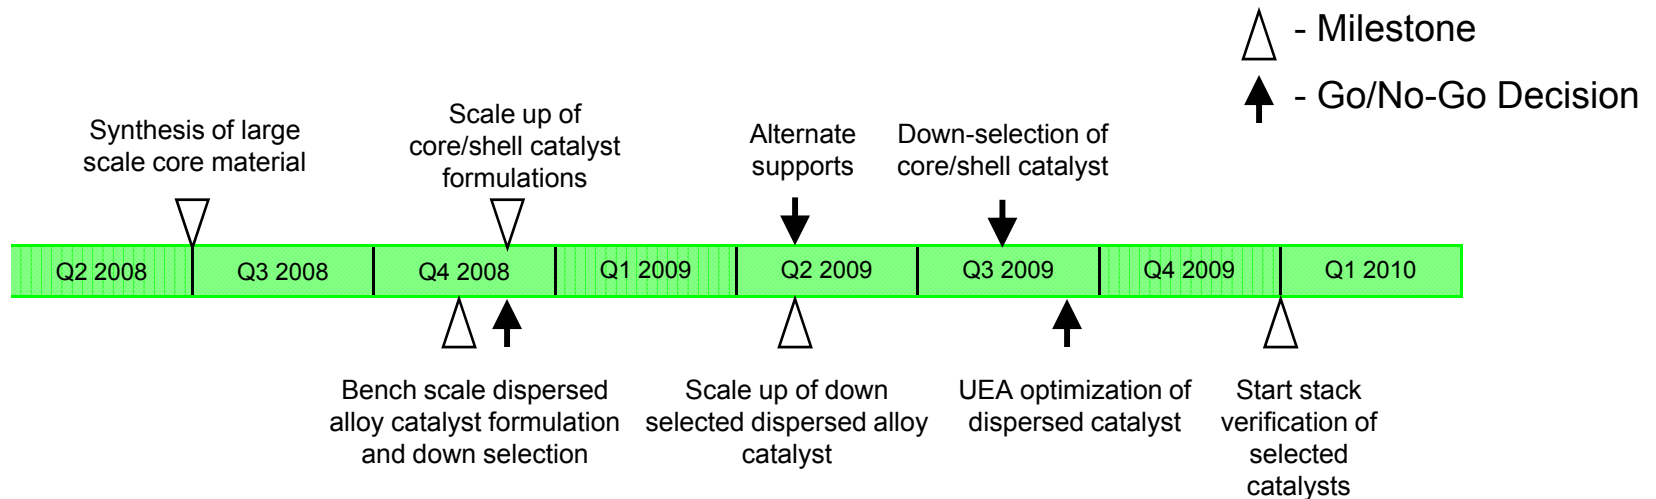 - Milestone
- Go/No-Go Decision
Synthesis of large
scale core material
Scale up of
core/shell catalyst
formulations
Alternate
supports
Down-selection of
core/shell catalyst
Q2 2008
Q3 2008
Q4 2008
Q1 2009
Q2 2009
Q3 2009
Q4 2009
Q1 2010
Bench scale dispersed
alloy catalyst formulation
and down selection
Scale up of down
selected dispersed alloy
catalyst
UEA optimization of
dispersed catalyst
Start stack
verification of
selected
catalysts